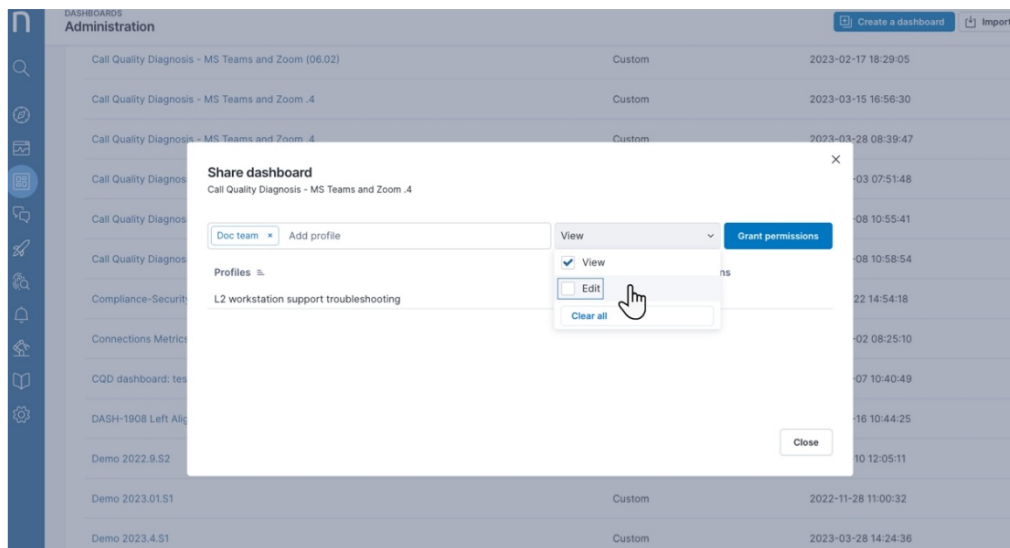 DASHBOARDS
Administration
Create a dashboard
Import
Call Quality Diagnosis - MS Teams and Zoom (06.02) Custom 2023-02-17 18:29:05
Call Quality Diagnosis - MS Teams and Zoom .4 Custom 2023-03-15 16:56:30
Call Quality Diagnosis - MS Teams and Zoom .4 Custom 2023-03-28 08:39:47
Call Quality Diagnos -03 07:51:48
Call Quality Diagnos -08 10:55:41
Call Quality Diagnos -08 10:58:54
Compliance-Securit 22 14:54:18
Connections Metrics -02 08:25:10
CQD dashboard: tes -07 10:40:49
DASH-1908 Left Alig -16 10:44:25
Demo 2022.9.S2 10 12:05:11
Demo 2023.01.S1 Custom 2022-11-28 11:00:32
Demo 2023.4.S1 Custom 2023-03-28 14:24:36
Share dashboard
Call Quality Diagnosis - MS Teams and Zoom .4
Doc team × Add profile View Grant permissions
View
Edit
Clear all
Profiles ns
L2 workstation support troubleshooting
Close